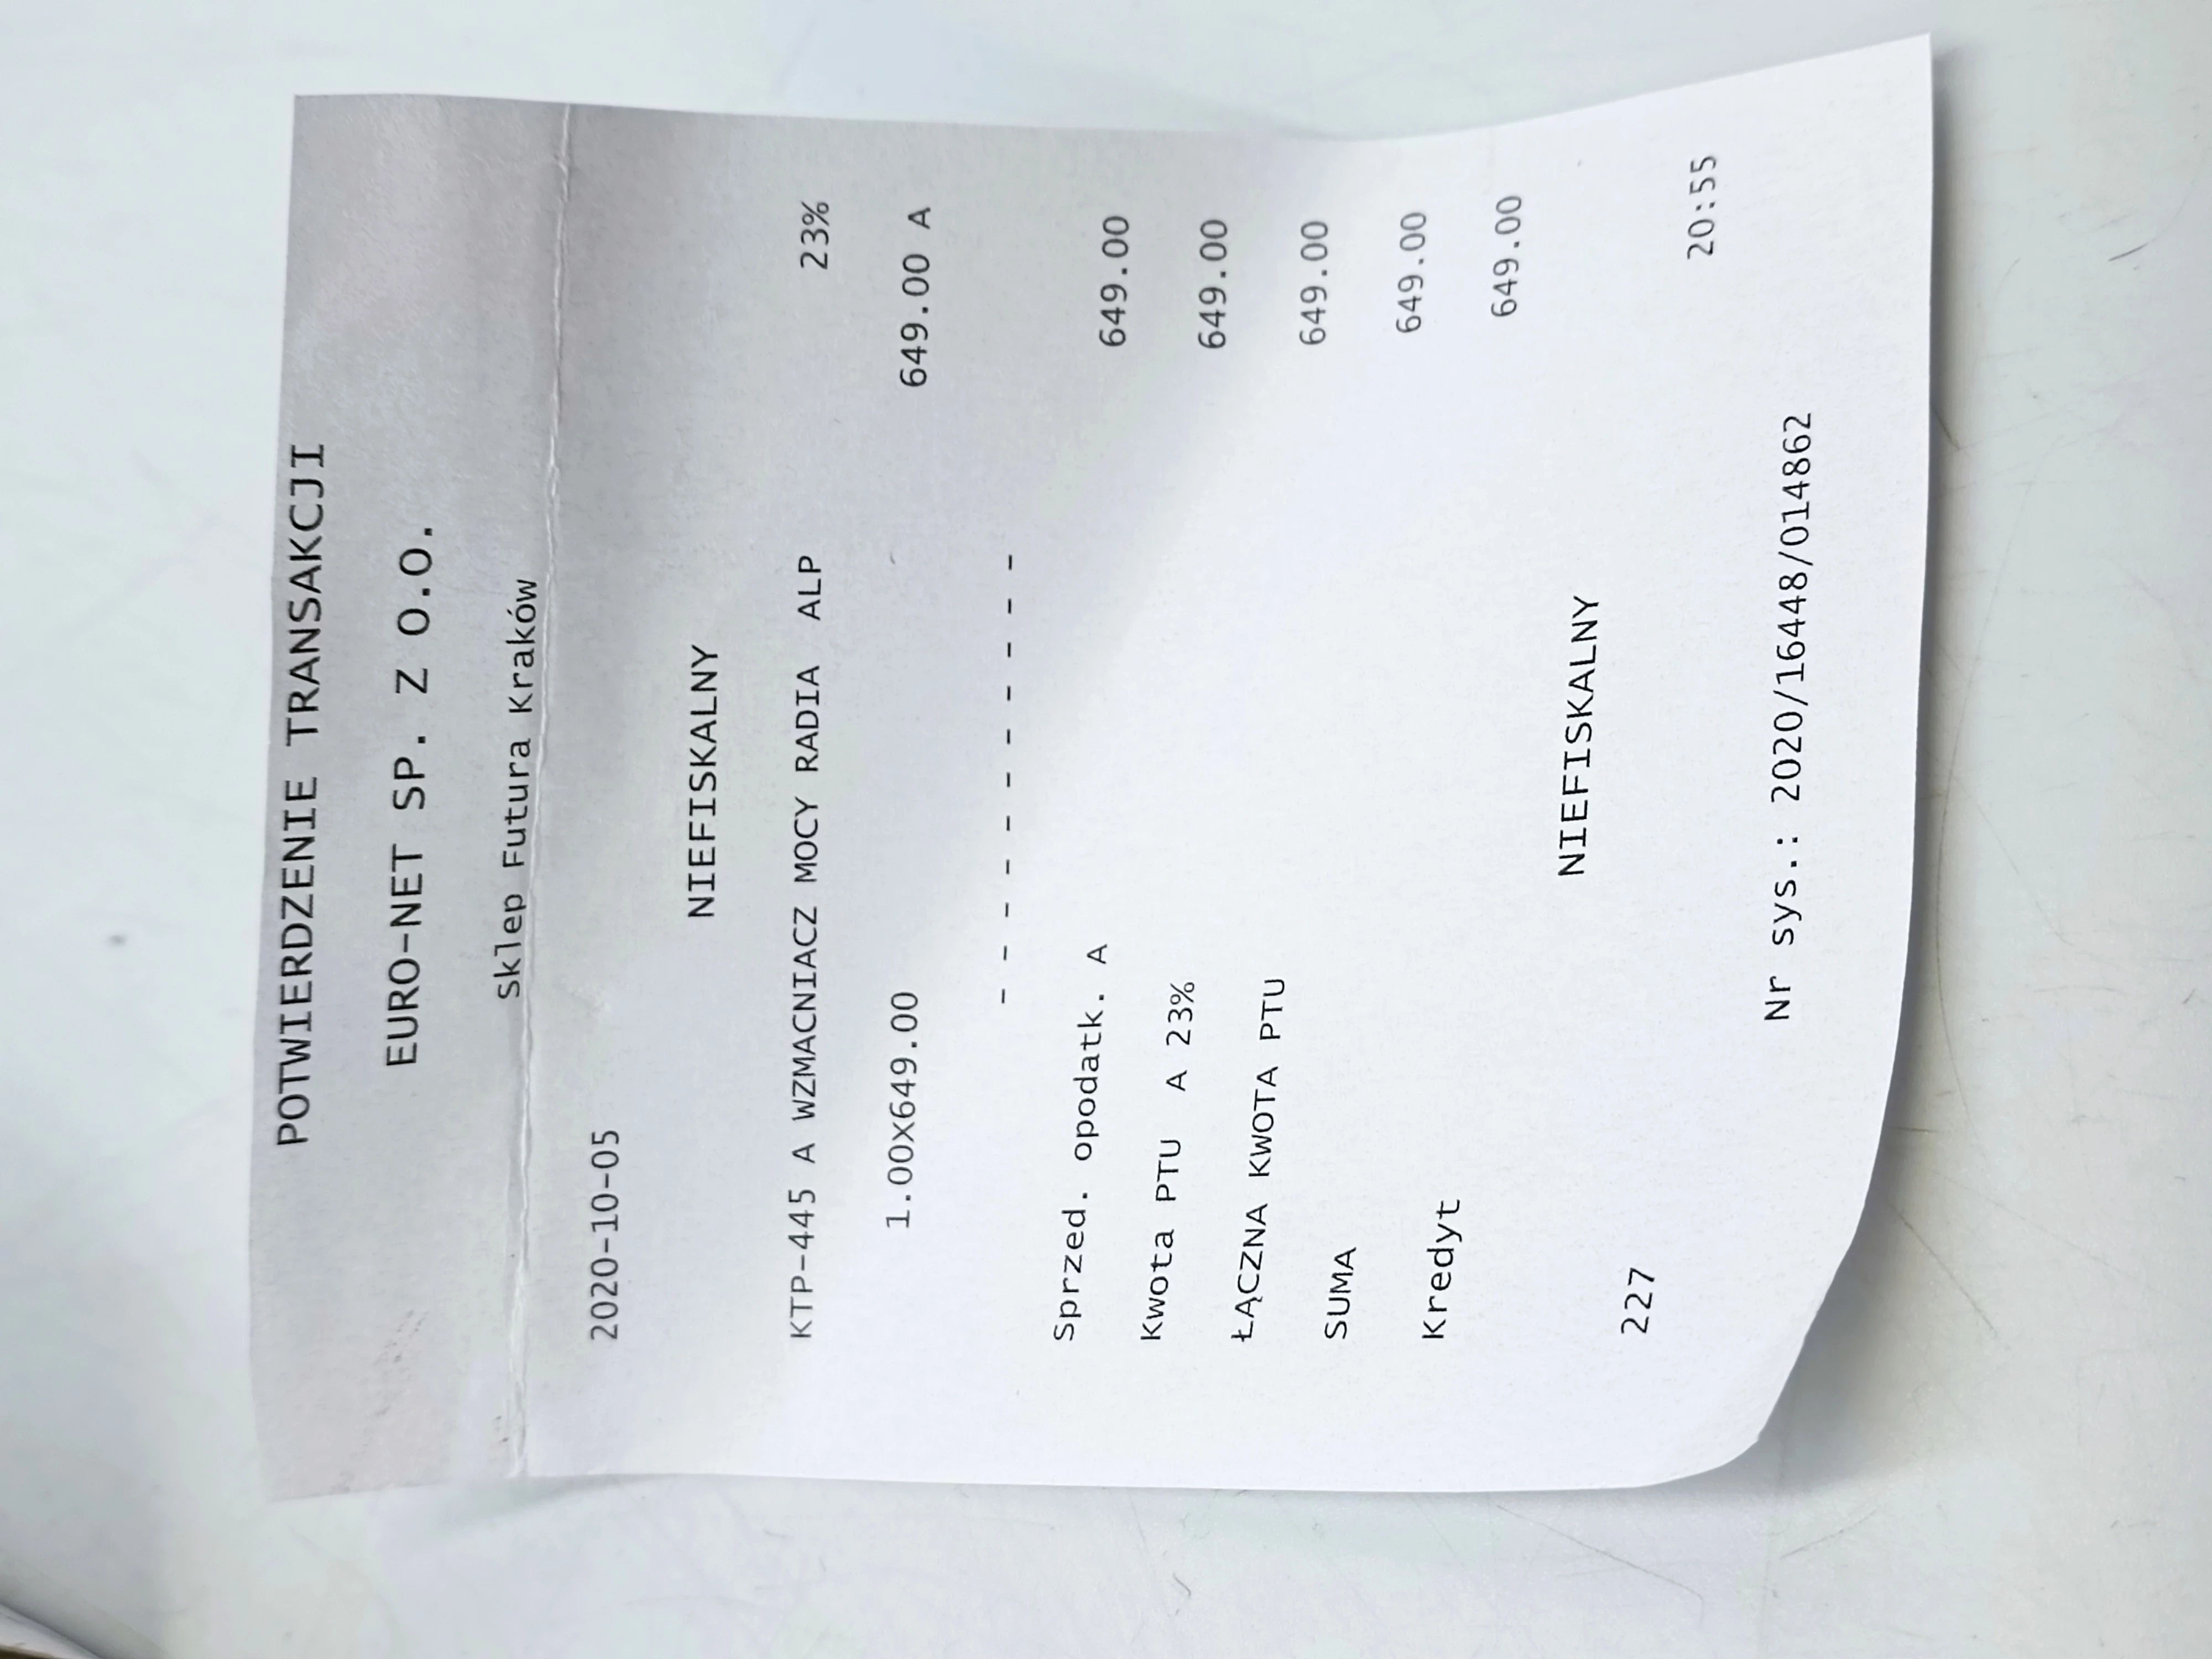 POTWIERDZENIE TRANSAKCJI
EURO-NET SP. Z O.O.
Sklep Futura Kraków
2020-10-05
NIEFISKALNY
KTP-445 A WZMACNIACZ MOCY RADIA ALP 23%
1.00X649.00 649.00 A
- - - - - - - - - - -
Sprzed. opodatk. A 649.00
Kwota PTU A 23% 649.00
ŁĄCZNA KWOTA PTU 649.00
SUMA 649.00
Kredyt 649.00
NIEFISKALNY
227 20:55
Nr sys.: 2020/16448/014862